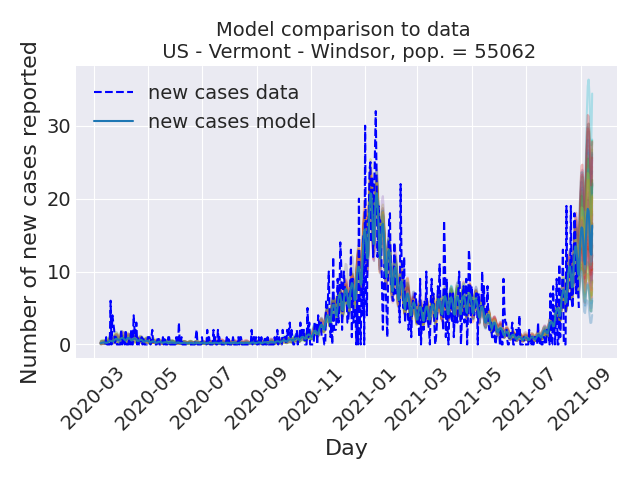 Model comparison to data
US - Vermont - Windsor, pop. = 55062
new cases data
new cases model
Number of new cases reported
30
20
10
0
2020-03
2020-05
2020-07
2020-09
2020-11
2021-01
2021-03
2021-05
2021-07
2021-09
Day